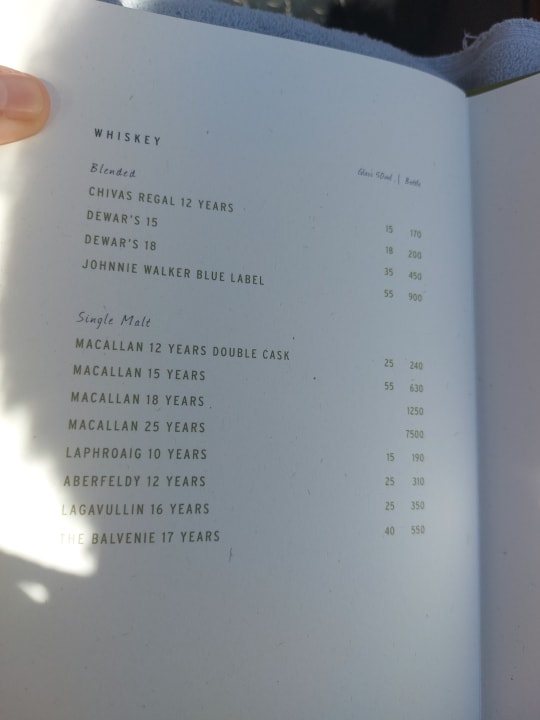 WHISKEY
Blended Glass 60ml | Bottle
CHIVAS REGAL 12 YEARS 15 170
DEWAR'S 15 18 200
DEWAR'S 18 35 450
JOHNNIE WALKER BLUE LABEL 55 900
Single Malt
MACALLAN 12 YEARS DOUBLE CASK 25 240
MACALLAN 15 YEARS 55 630
MACALLAN 18 YEARS 1250
MACALLAN 25 YEARS 7500
LAPHROAIG 10 YEARS 15 190
ABERFELDY 12 YEARS 25 310
LAGAVULLIN 16 YEARS 25 350
THE BALVENIE 17 YEARS 40 550